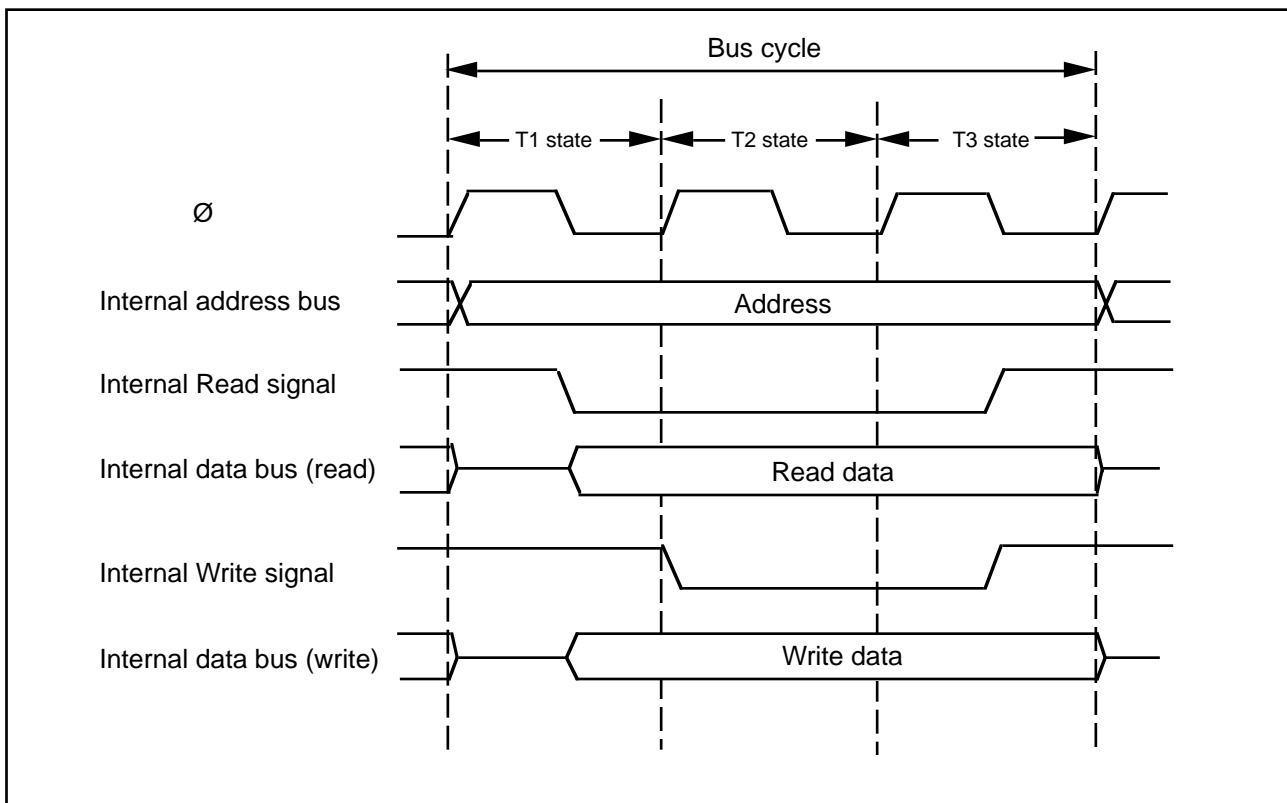 Bus cycle
T1 state
T2 state
T3 state
Ø
Internal address bus
Address
Internal Read signal
Internal data bus (read)
Read data
Internal Write signal
Internal data bus (write)
Write data